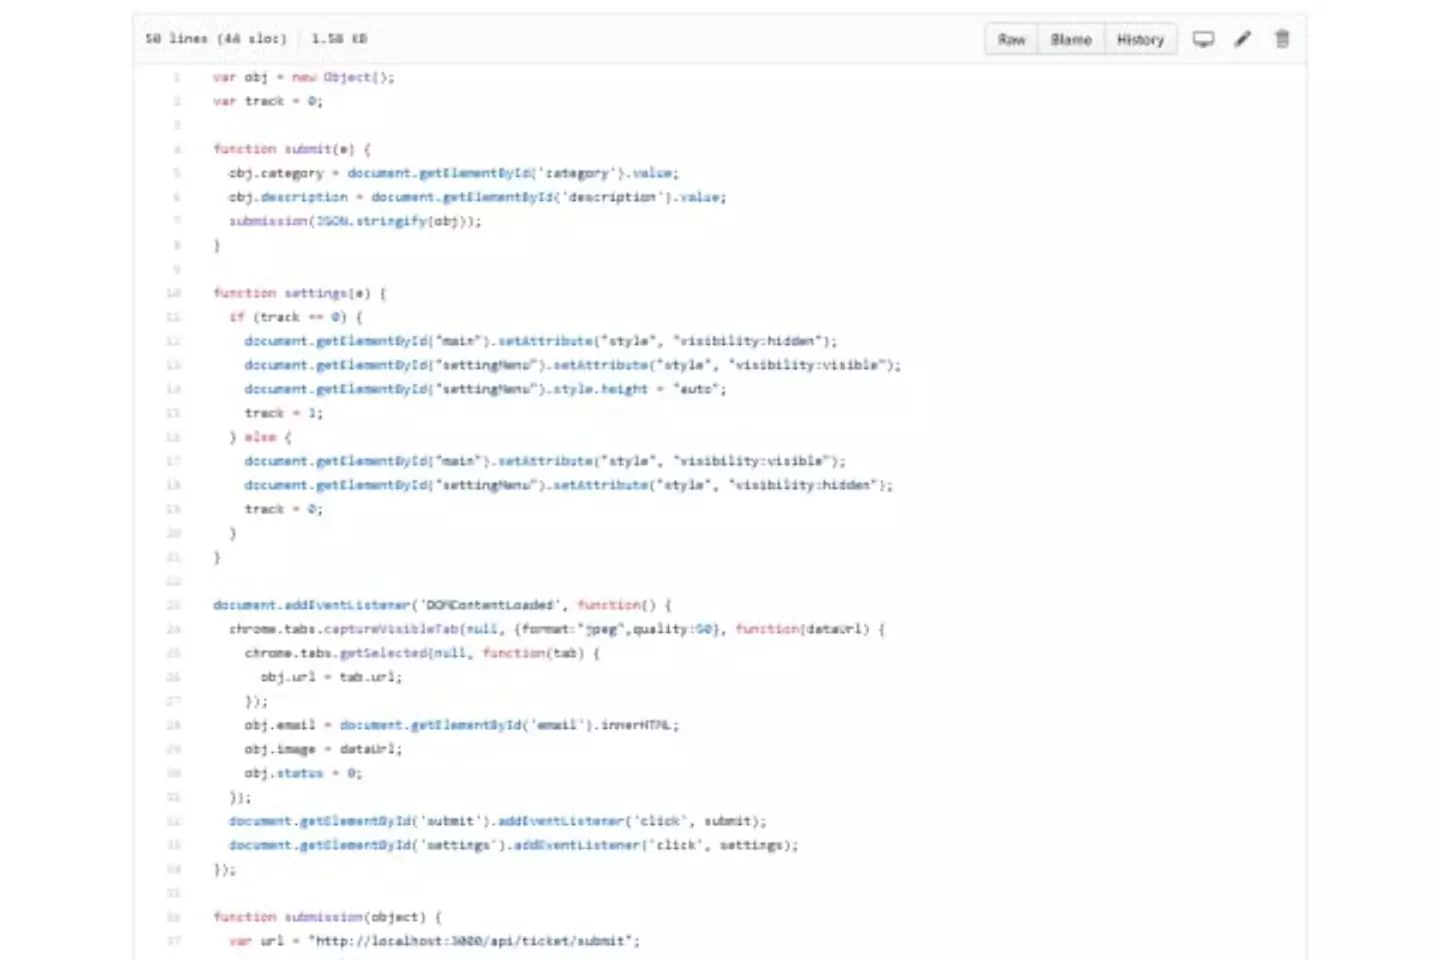 50 lines (44 sloc) 1.58 KB
Raw Blame History
1 var obj = new Object();
2 var track = 0;
3
4 function submit(e) {
5 obj.category = document.getElementById('category').value;
6 obj.description = document.getElementById('description').value;
7 submission(JSON.stringify(obj));
8 }
9
10 function settings(e) {
11 if (track == 0) {
12 document.getElementById("main").setAttribute("style", "visibility:hidden");
13 document.getElementById("settingMenu").setAttribute("style", "visibility:visible");
14 document.getElementById("settingMenu").style.height = "auto";
15 track = 1;
16 } else {
17 document.getElementById("main").setAttribute("style", "visibility:visible");
18 document.getElementById("settingMenu").setAttribute("style", "visibility:hidden");
19 track = 0;
20 }
21 }
22
23 document.addEventListener('DOMContentLoaded', function() {
24 chrome.tabs.captureVisibleTab(null, {format:"jpeg",quality:50}, function(dataUrl) {
25 chrome.tabs.getSelected(null, function(tab) {
26 obj.url = tab.url;
27 });
28 obj.email = document.getElementById('email').innerHTML;
29 obj.image = dataUrl;
30 obj.status = 0;
31 });
32 document.getElementById('submit').addEventListener('click', submit);
33 document.getElementById('settings').addEventListener('click', settings);
34 });
35
36 function submission(object) {
37 var url = "http://localhost:3000/api/ticket/submit";